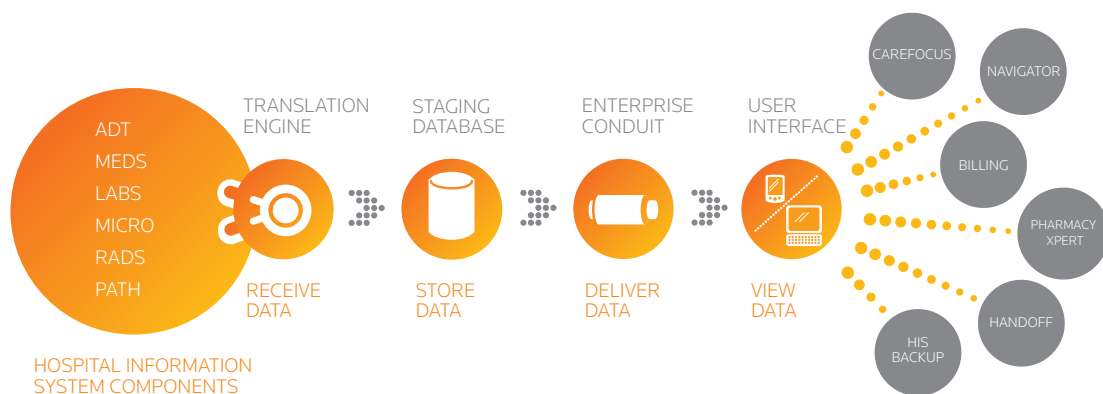 ADT
MEDS
LABS
MICRO
RADS
PATH
HOSPITAL INFORMATION
SYSTEM COMPONENTS
TRANSLATION
ENGINE
RECEIVE
DATA
STAGING
DATABASE
STORE
DATA
ENTERPRISE
CONDUIT
DELIVER
DATA
USER
INTERFACE
VIEW
DATA
CAREFOCUS
NAVIGATOR
BILLING
PHARMACY
XPERT
HANDOFF
HIS
BACKUP